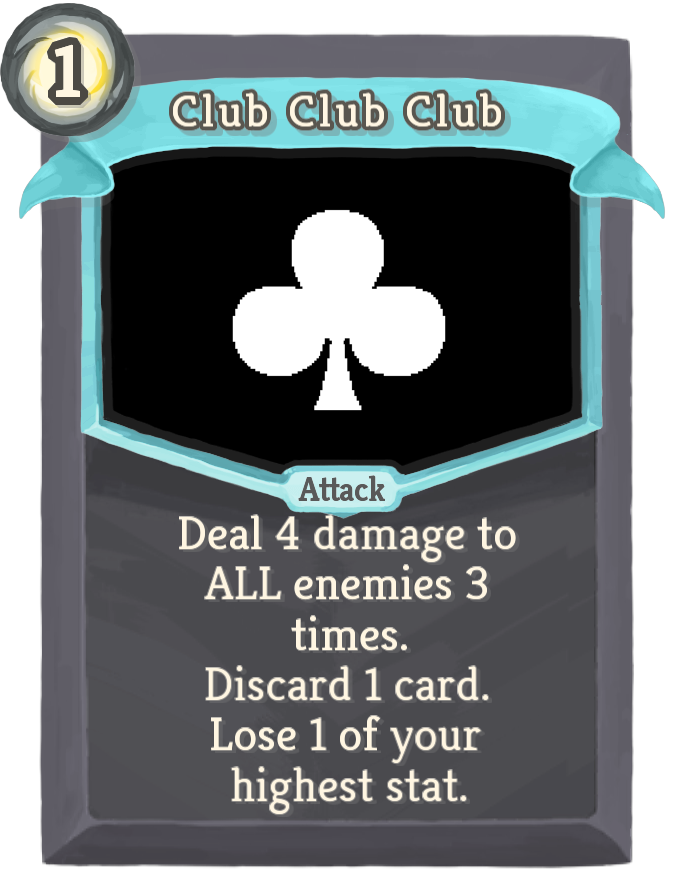 1
Club Club Club
Attack
Deal 4 damage to
ALL enemies 3
times.
Discard 1 card.
Lose 1 of your
highest stat.